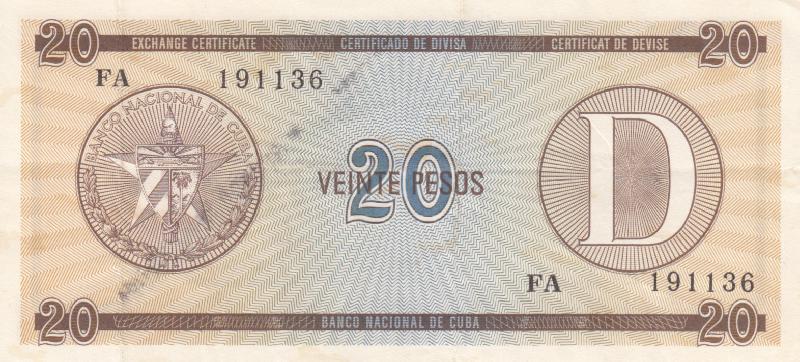 20 EXCHANGE CERTIFICATE CERTIFICADO DE DIVISA CERTIFICAT DE DEVISE 20
FA 191136
BANCO NACIONAL DE CUBA
20
VEINTE PESOS
D
FA 191136
20 BANCO NACIONAL DE CUBA 20